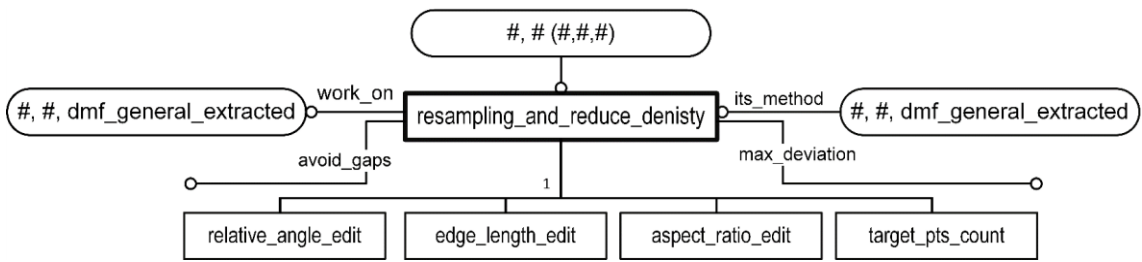 #, # (#,#,#)
#, #, dmf_general_extracted
work_on
resampling_and_reduce_denisty
its_method
#, #, dmf_general_extracted
avoid_gaps
max_deviation
1
relative_angle_edit
edge_length_edit
aspect_ratio_edit
target_pts_count